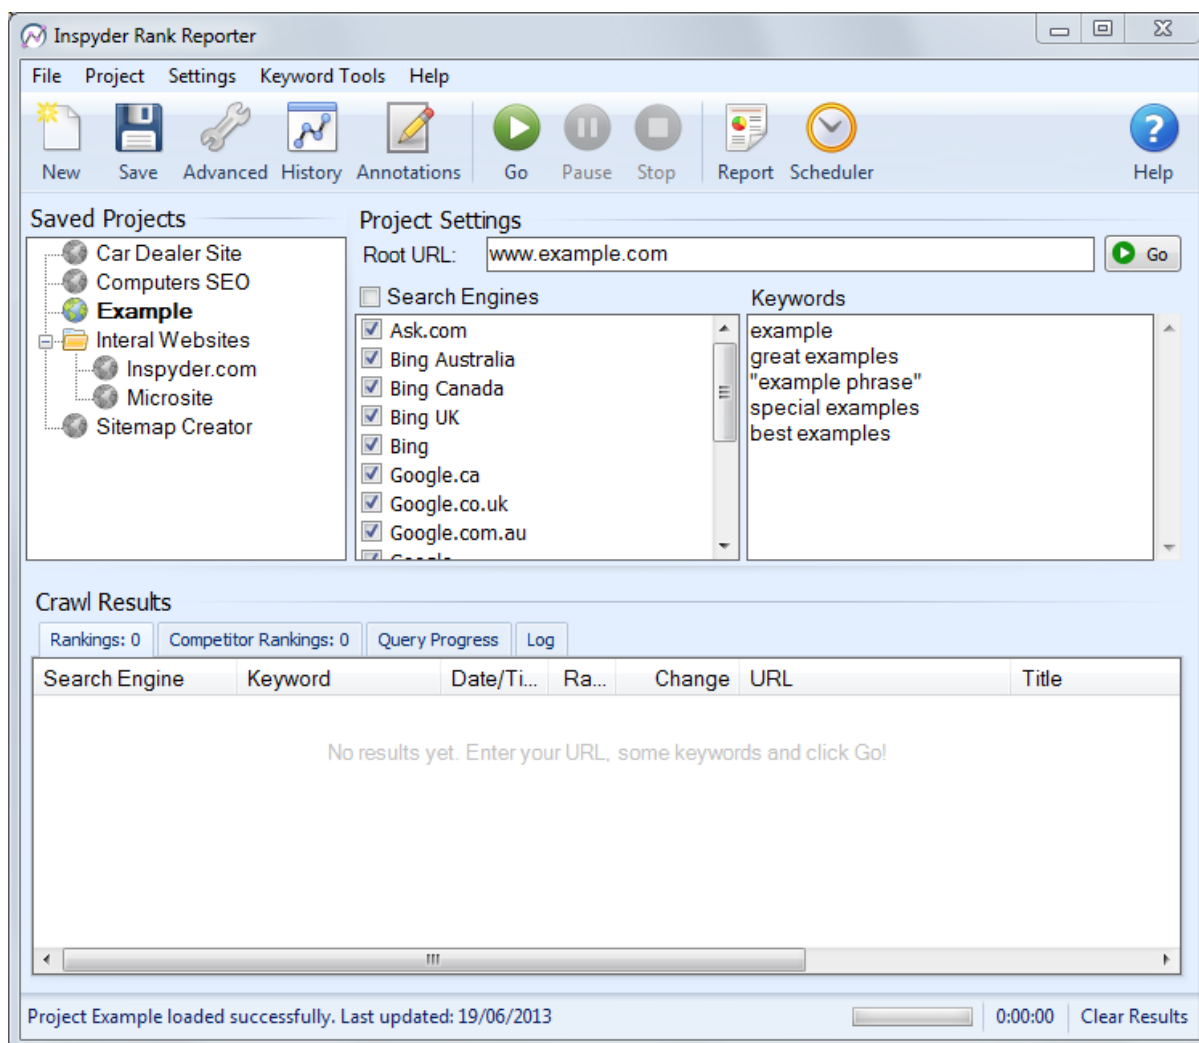 Inspyder Rank Reporter
File Project Settings Keyword Tools Help
New Save Advanced History Annotations Go Pause Stop Report Scheduler Help
Saved Projects
Car Dealer Site
Computers SEO
Example
Interal Websites
Inspyder.com
Microsite
Sitemap Creator
Project Settings
Root URL: www.example.com Go
Search Engines
Ask.com
Bing Australia
Bing Canada
Bing UK
Bing
Google.ca
Google.co.uk
Google.com.au
Keywords
example
great examples
"example phrase"
special examples
best examples
Crawl Results
Rankings: 0 Competitor Rankings: 0 Query Progress Log
Search Engine Keyword Date/Ti... Ra... Change URL Title
No results yet. Enter your URL, some keywords and click Go!
Project Example loaded successfully. Last updated: 19/06/2013 0:00:00 Clear Results